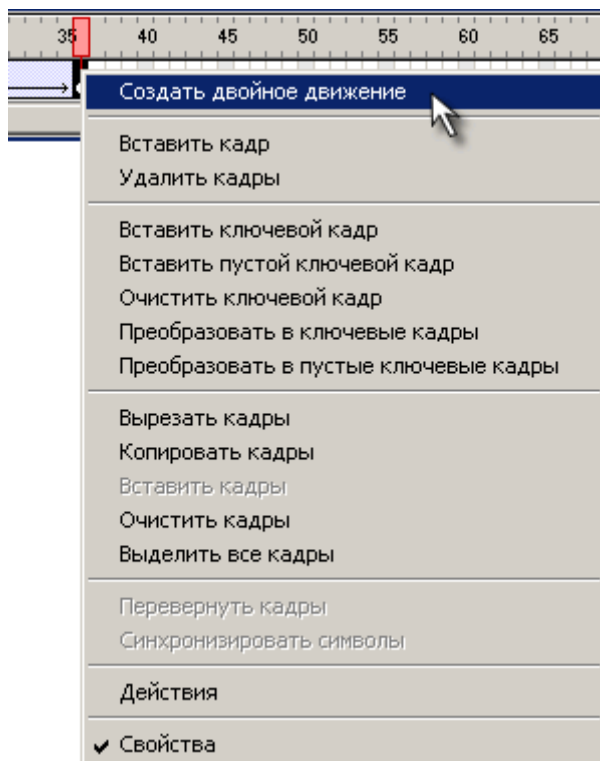 35 40 45 50 55 60 65
Создать двойное движение
Вставить кадр
Удалить кадры
Вставить ключевой кадр
Вставить пустой ключевой кадр
Очистить ключевой кадр
Преобразовать в ключевые кадры
Преобразовать в пустые ключевые кадры
Вырезать кадры
Копировать кадры
Вставить кадры
Очистить кадры
Выделить все кадры
Перевернуть кадры
Синхронизировать символы
Действия
Свойства